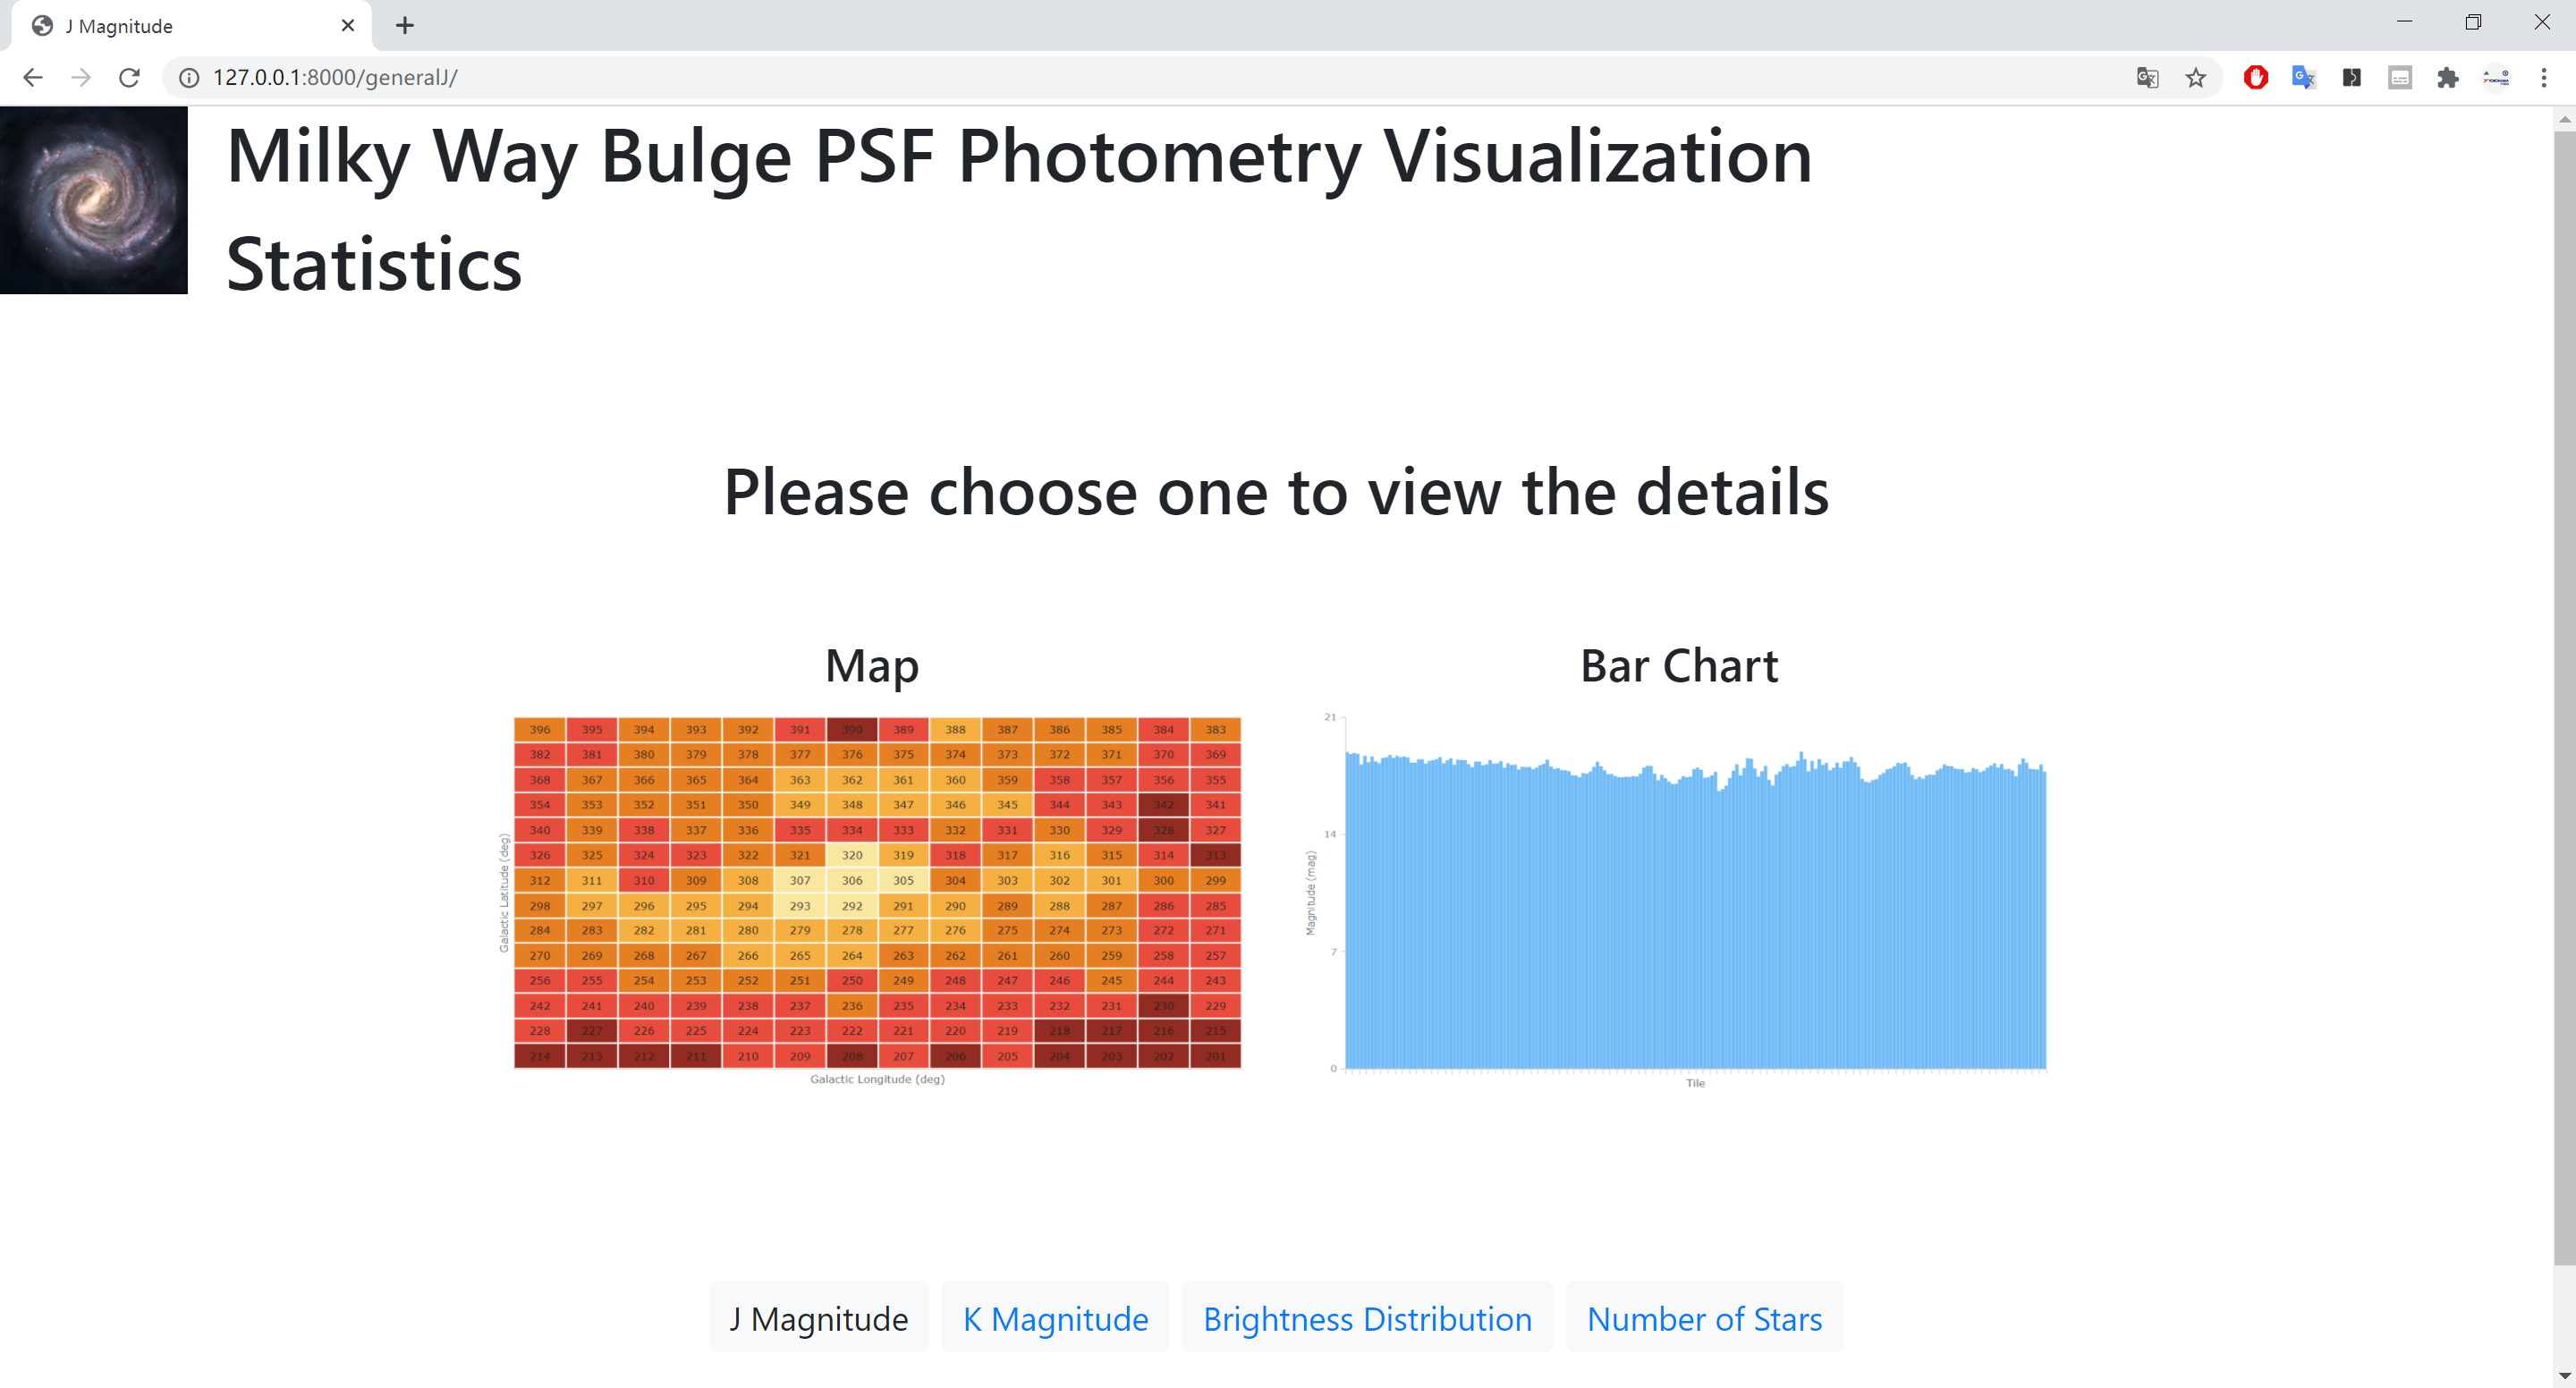 J Magnitude
127.0.0.1:8000/generalJ/
Milky Way Bulge PSF Photometry Visualization
Statistics
Please choose one to view the details
Map
Bar Chart
396 395 394 393 392 391 390 389 388 387 386 385 384 383
382 381 380 379 378 377 376 375 374 373 372 371 370 369
368 367 366 365 364 363 362 361 360 359 358 357 356 355
354 353 352 351 350 349 348 347 346 345 344 343 342 341
340 339 338 337 336 335 334 333 332 331 330 329 328 327
326 325 324 323 322 321 320 319 318 317 316 315 314 313
312 311 310 309 308 307 306 305 304 303 302 301 300 299
298 297 296 295 294 293 292 291 290 289 288 287 286 285
284 283 282 281 280 279 278 277 276 275 274 273 272 271
270 269 268 267 266 265 264 263 262 261 260 259 258 257
256 255 254 253 252 251 250 249 248 247 246 245 244 243
242 241 240 239 238 237 236 235 234 233 232 231 230 229
228 227 226 225 224 223 222 221 220 219 218 217 216 215
214 213 212 211 210 209 208 207 206 205 204 203 202 201
Galactic Latitude (deg)
Galactic Longitude (deg)
21
14
7
0
Magnitude (mag)
Tile
J Magnitude
K Magnitude
Brightness Distribution
Number of Stars